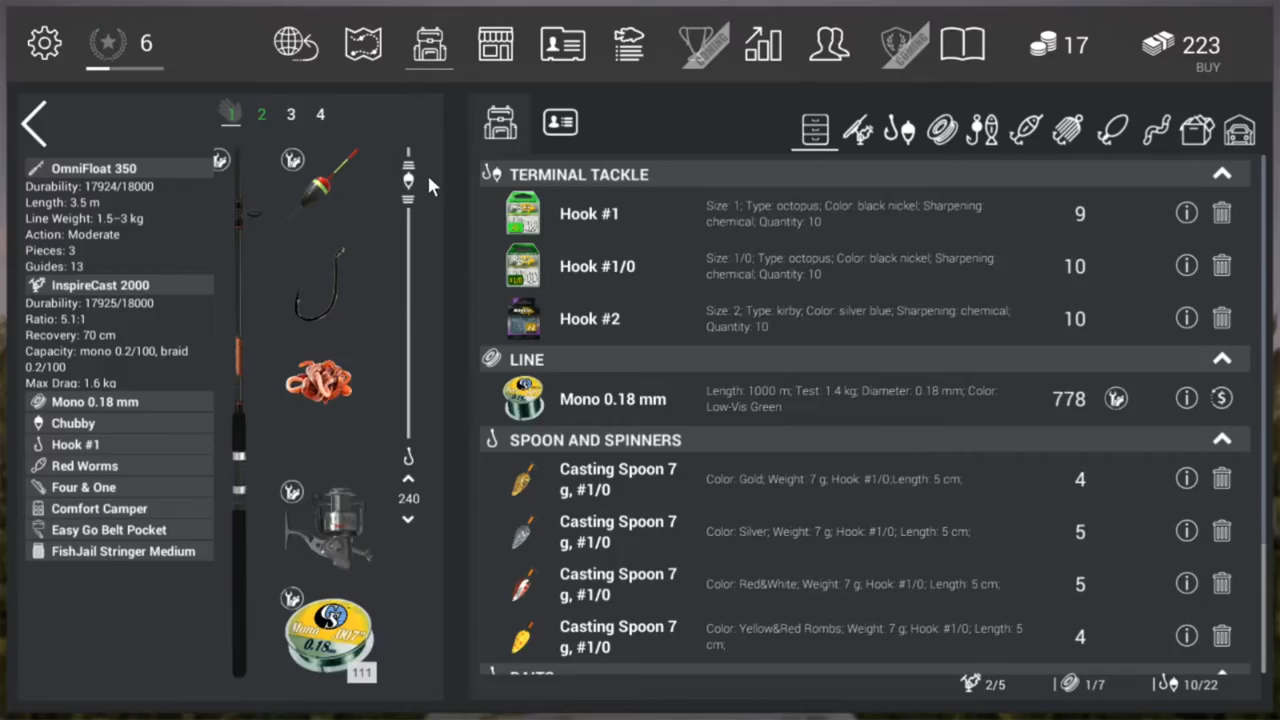 6
17
223
BUY
1 2 3 4
OmniFloat 350
Durability: 17924/18000
Length: 3.5 m
Line Weight: 1.5–3 kg
Action: Moderate
Pieces: 3
Guides: 13
InspireCast 2000
Durability: 17925/18000
Ratio: 5.1:1
Recovery: 70 cm
Capacity: mono 0.2/100, braid
0.2/100
Max Drag: 1.6 kg
Mono 0.18 mm
Chubby
Hook #1
Red Worms
Four & One
Comfort Camper
Easy Go Belt Pocket
FishJail Stringer Medium
240
Mono .007"
0.18mm
111
TERMINAL TACKLE
Hook #1
Size: 1; Type: octopus; Color: black nickel; Sharpening:
chemical; Quantity: 10
9
Hook #1/0
Size: 1/0; Type: octopus; Color: black nickel; Sharpening:
chemical; Quantity: 10
10
Hook #2
Size: 2; Type: kirby; Color: silver blue; Sharpening: chemical;
Quantity: 10
10
LINE
Mono 0.18 mm
Length: 1000 m; Test: 1.4 kg; Diameter: 0.18 mm; Color:
Low-Vis Green
778
SPOON AND SPINNERS
Casting Spoon 7
g, #1/0
Color: Gold; Weight: 7 g; Hook: #1/0;Length: 5 cm;
4
Casting Spoon 7
g, #1/0
Color: Silver; Weight: 7 g; Hook: #1/0; Length: 5 cm;
5
Casting Spoon 7
g, #1/0
Color: Red&White; Weight: 7 g; Hook: #1/0; Length: 5 cm;
5
Casting Spoon 7
g, #1/0
Color: Yellow&Red Rombs; Weight: 7 g; Hook: #1/0; Length: 5
cm;
4
BAITS
2/5
1/7
10/22